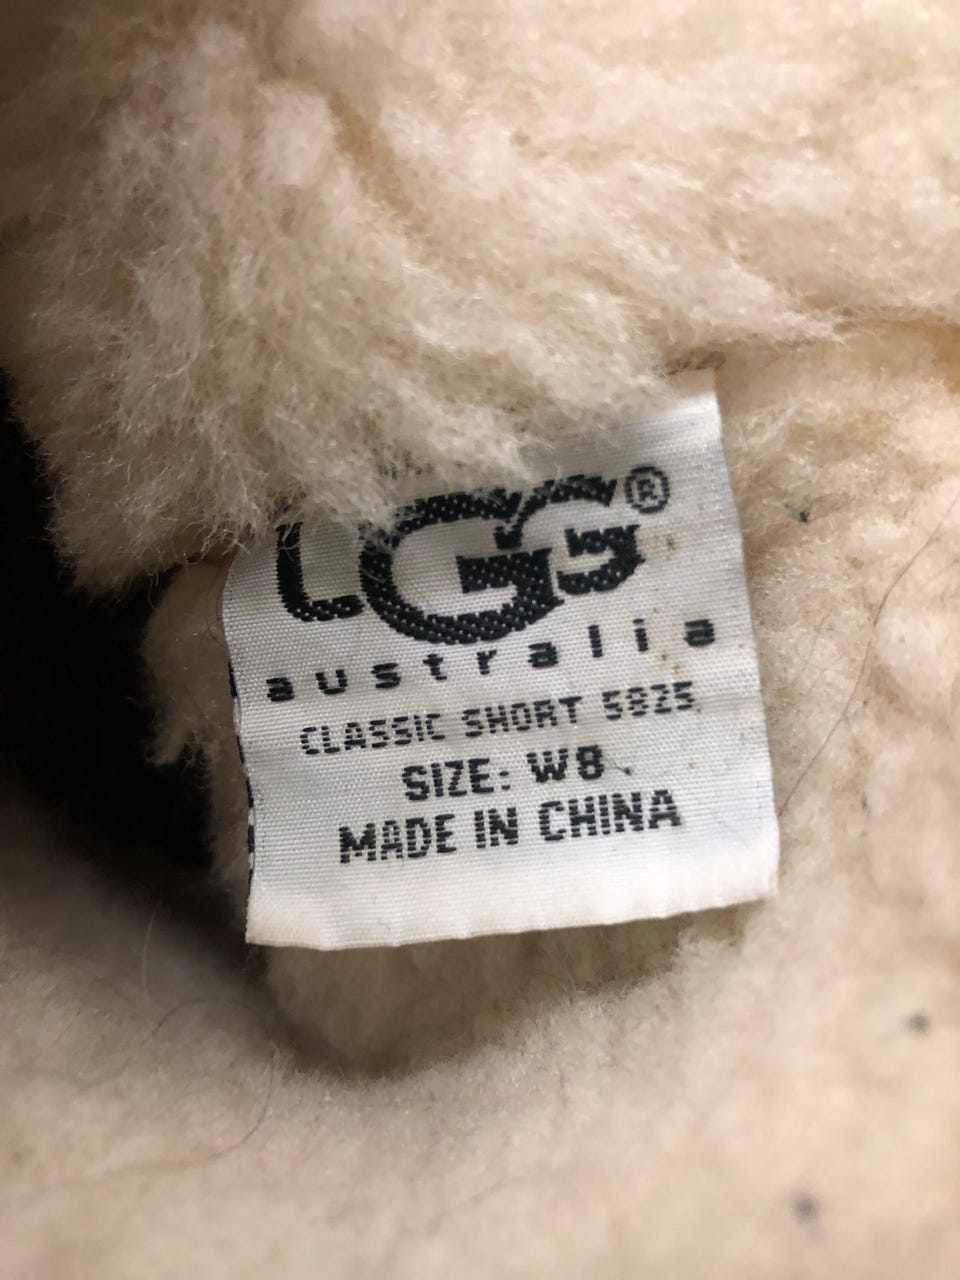 UGG®
australia
CLASSIC SHORT 5825
SIZE: W8
MADE IN CHINA